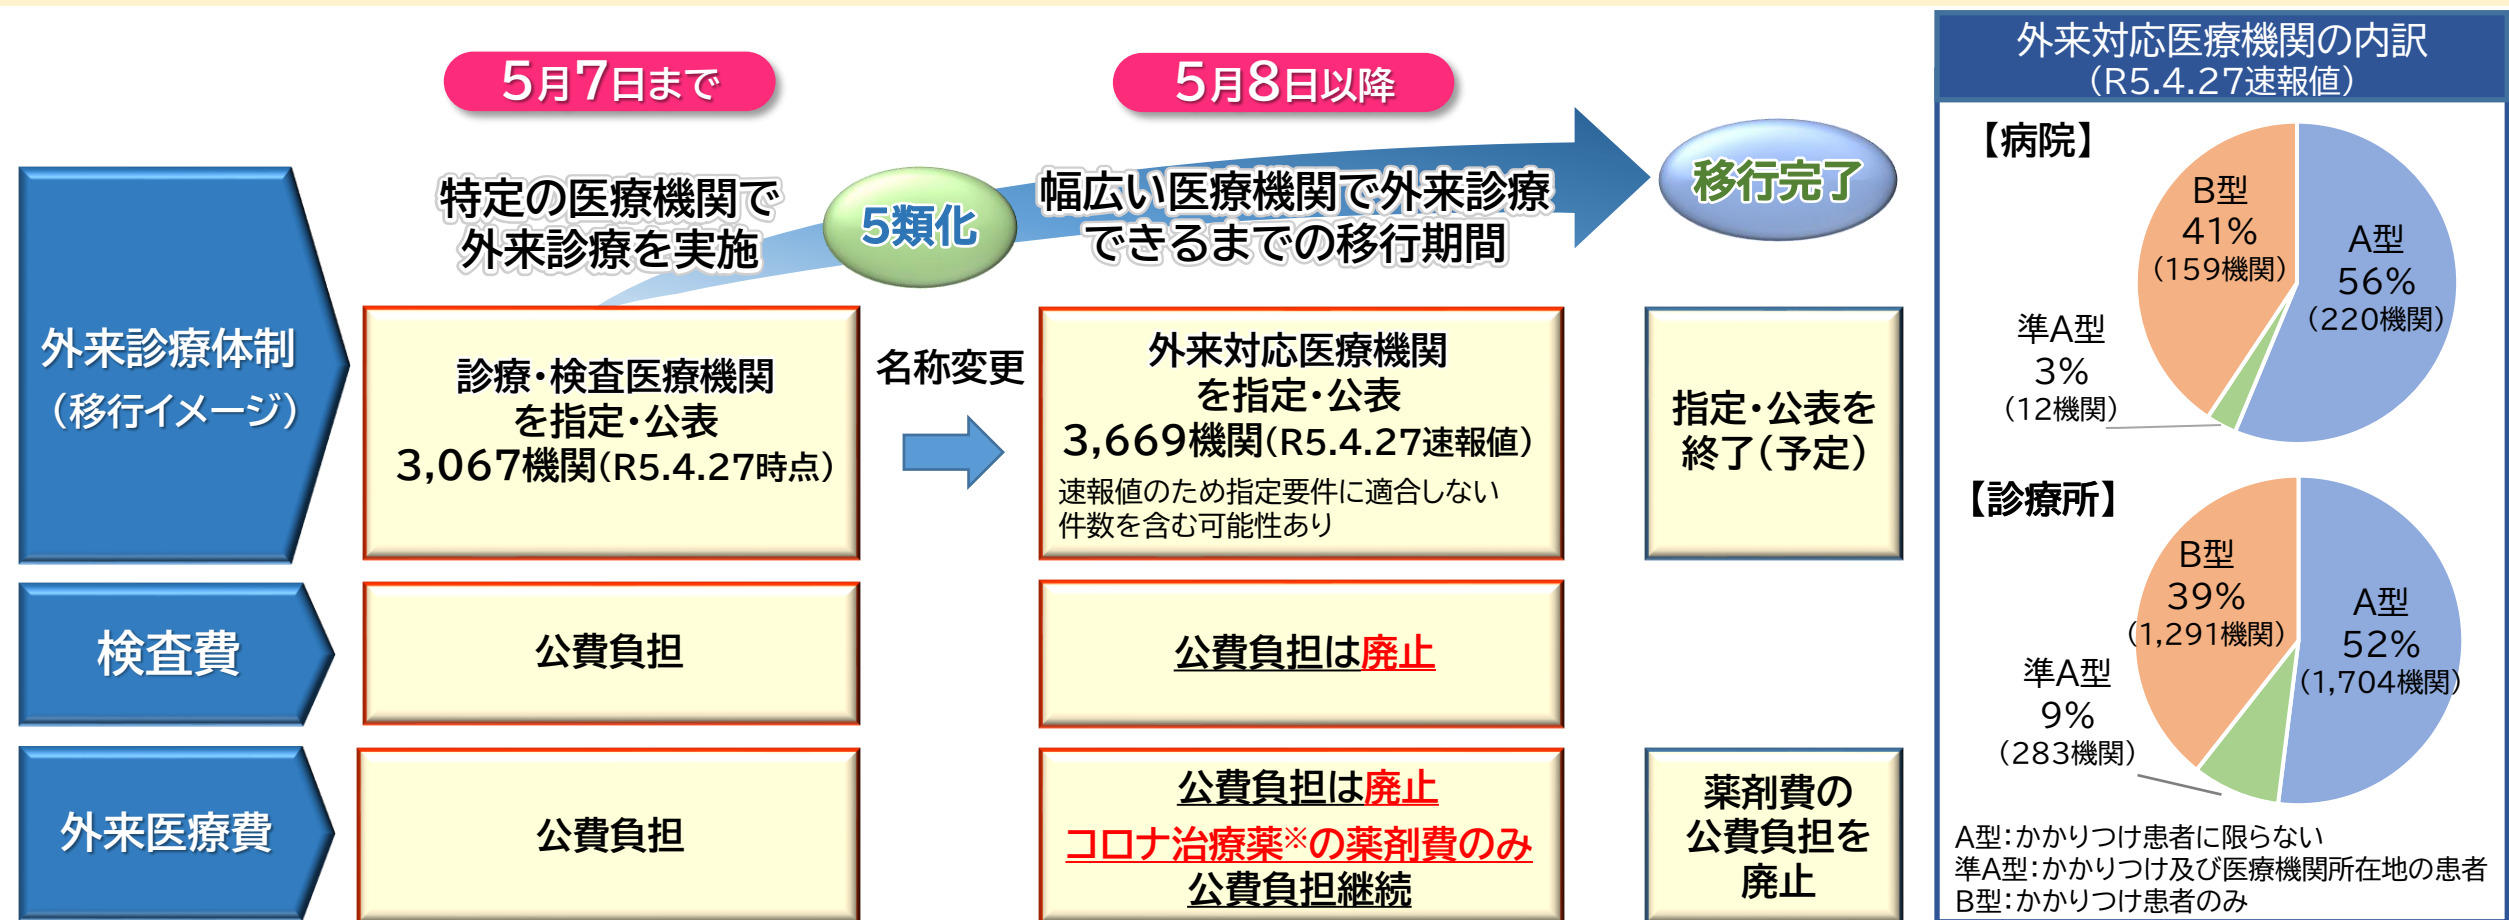 5月7日まで
5月8日以降
特定の医療機関で
外来診療を実施
5類化
幅広い医療機関で外来診療
できるまでの移行期間
移行完了
外来診療体制
（移行イメージ）
診療・検査医療機関
を指定・公表
3,067機関（R5.4.27時点）
名称変更
外来対応医療機関
を指定・公表
3,669機関（R5.4.27速報値）
速報値のため指定要件に適合しない
件数を含む可能性あり
指定・公表を
終了（予定）
検査費
公費負担
公費負担は廃止
外来医療費
公費負担
公費負担は廃止
コロナ治療薬※の薬剤費のみ
公費負担継続
薬剤費の
公費負担を
廃止
外来対応医療機関の内訳
（R5.4.27速報値）
【病院】
B型
41%
（159機関）
A型
56%
（220機関）
準A型
3%
（12機関）
【診療所】
B型
39%
（1,291機関）
A型
52%
（1,704機関）
準A型
9%
（283機関）
A型：かかりつけ患者に限らない
準A型：かかりつけ及び医療機関所在地の患者
B型：かかりつけ患者のみ